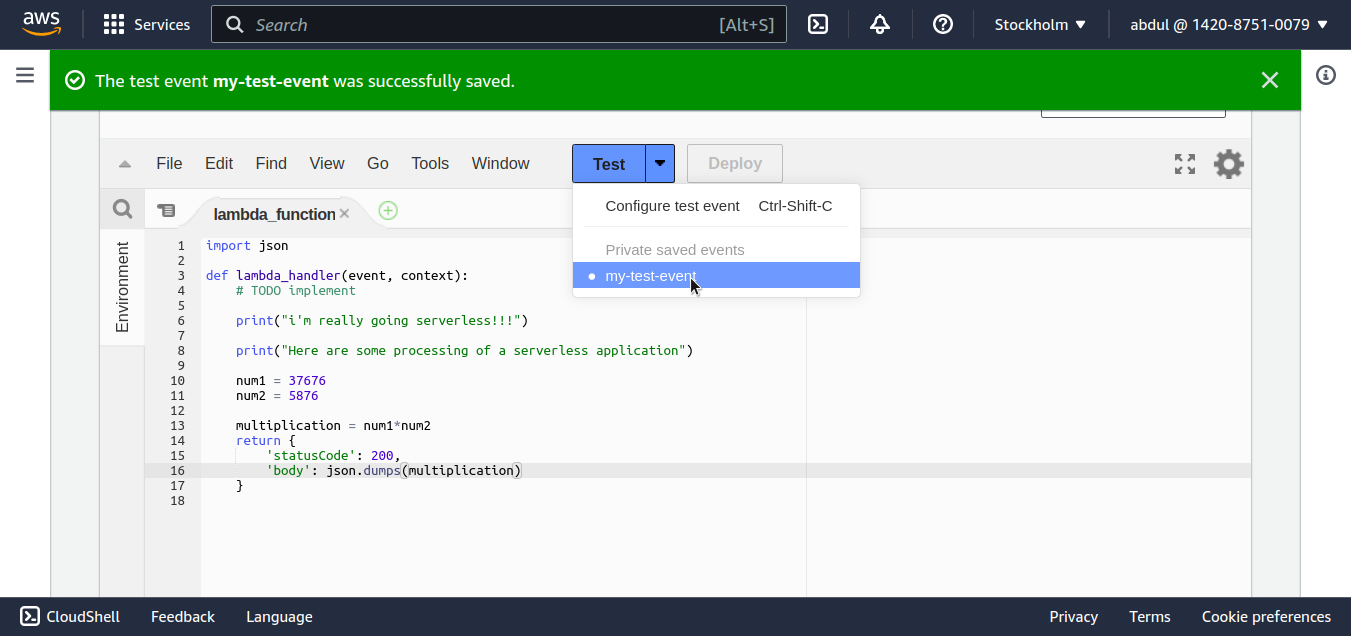 aws Services Search [Alt+S] Stockholm abdul @ 1420-8751-0079
The test event my-test-event was successfully saved.
File Edit Find View Go Tools Window Test Deploy
Configure test event Ctrl-Shift-C
lambda_function
Private saved events
my-test-event
Environment
1 import json
2
3 def lambda_handler(event, context):
4 # TODO implement
5
6 print("i'm really going serverless!!!")
7
8 print("Here are some processing of a serverless application")
9
10 num1 = 37676
11 num2 = 5876
12
13 multiplication = num1*num2
14 return {
15 'statusCode': 200,
16 'body': json.dumps(multiplication)
17 }
18
CloudShell Feedback Language Privacy Terms Cookie preferences